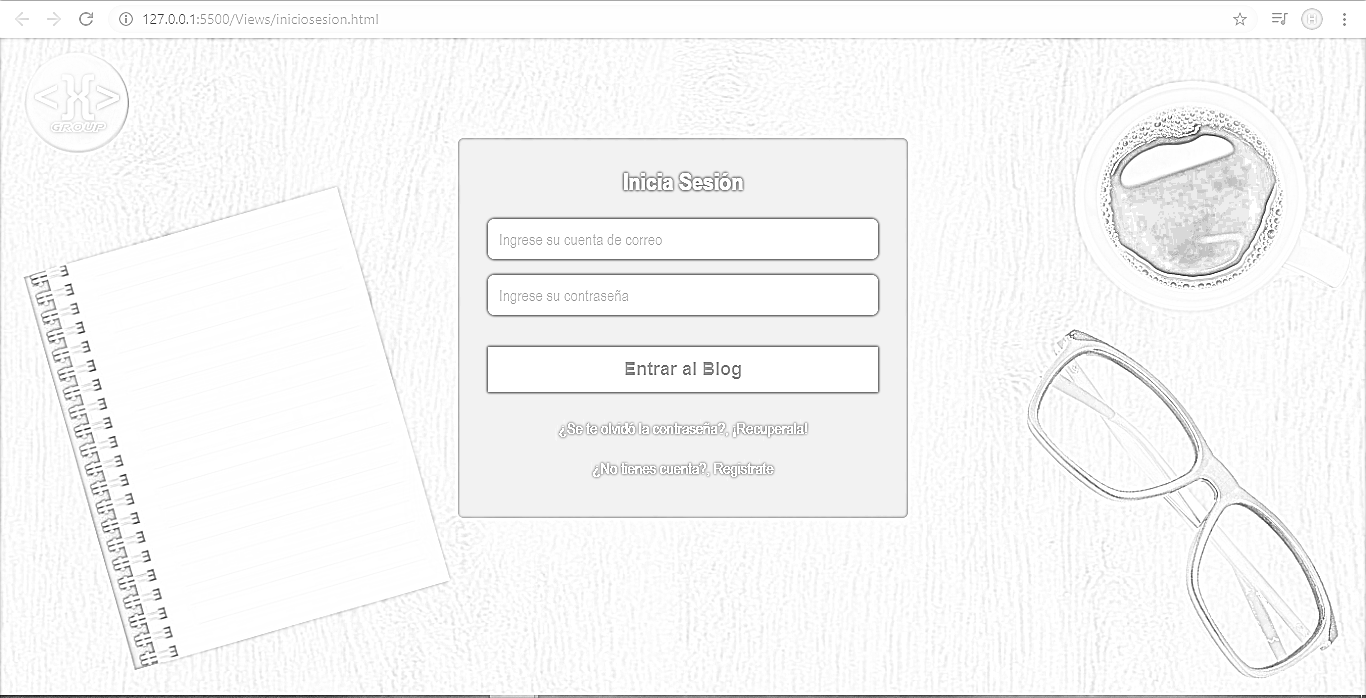 127.0.0.1:5500/Views/iniciosesion.html
<X>
GROUP
Inicia Sesión
Ingrese su cuenta de correo
Ingrese su contraseña
Entrar al Blog
¿Se te olvidó la contraseña?, ¡Recuperala!
¿No tienes cuenta?, Registrate